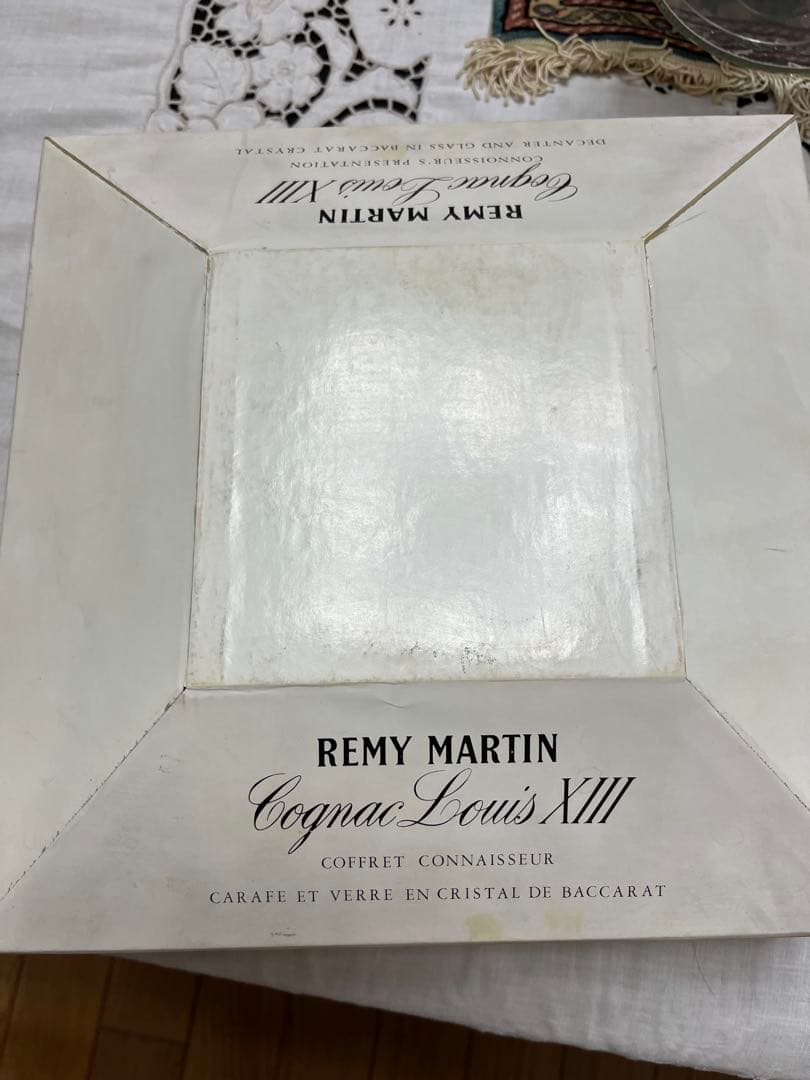 DECANTER AND GLASS IN BACCARAT CRYSTAL
CONNOISSEUR'S PRESENTATION
Cognac Louis XIII
REMY MARTIN
REMY MARTIN
Cognac Louis XIII
COFFRET CONNAISSEUR
CARAFE ET VERRE EN CRISTAL DE BACCARAT